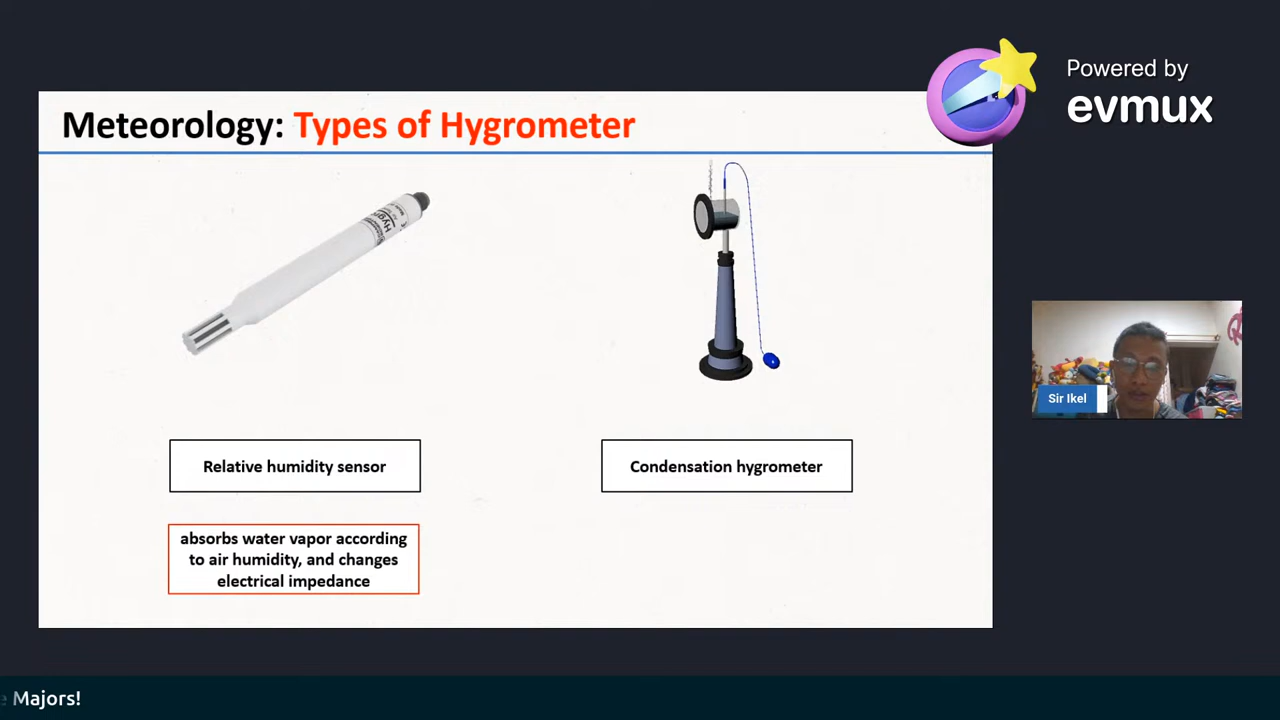 Powered by
evmux
Meteorology: Types of Hygrometer
Sir Ikel
Relative humidity sensor
Condensation hygrometer
absorbs water vapor according
to air humidity, and changes
electrical impedance
Majors!